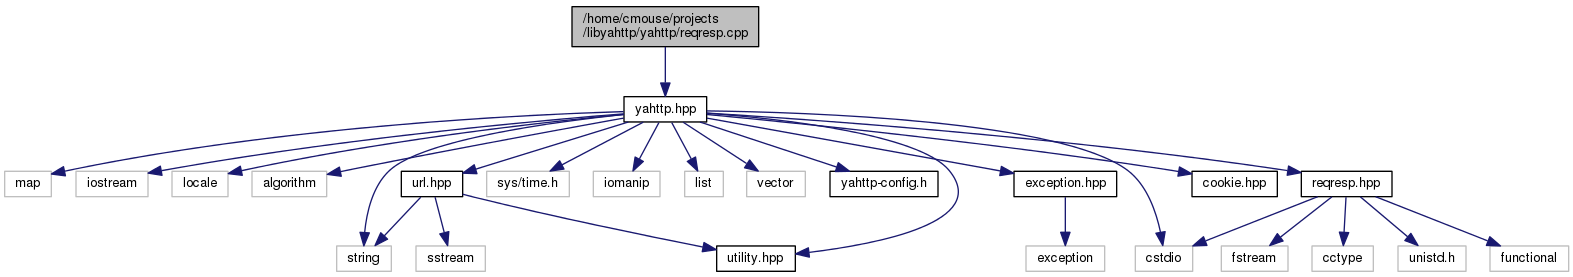 /home/cmouse/projects
/libyahttp/yahttp/reqresp.cpp
yahttp.hpp
map
iostream
locale
algorithm
url.hpp
sys/time.h
iomanip
list
vector
yahttp-config.h
exception.hpp
cookie.hpp
reqresp.hpp
string
sstream
utility.hpp
exception
cstdio
fstream
cctype
unistd.h
functional